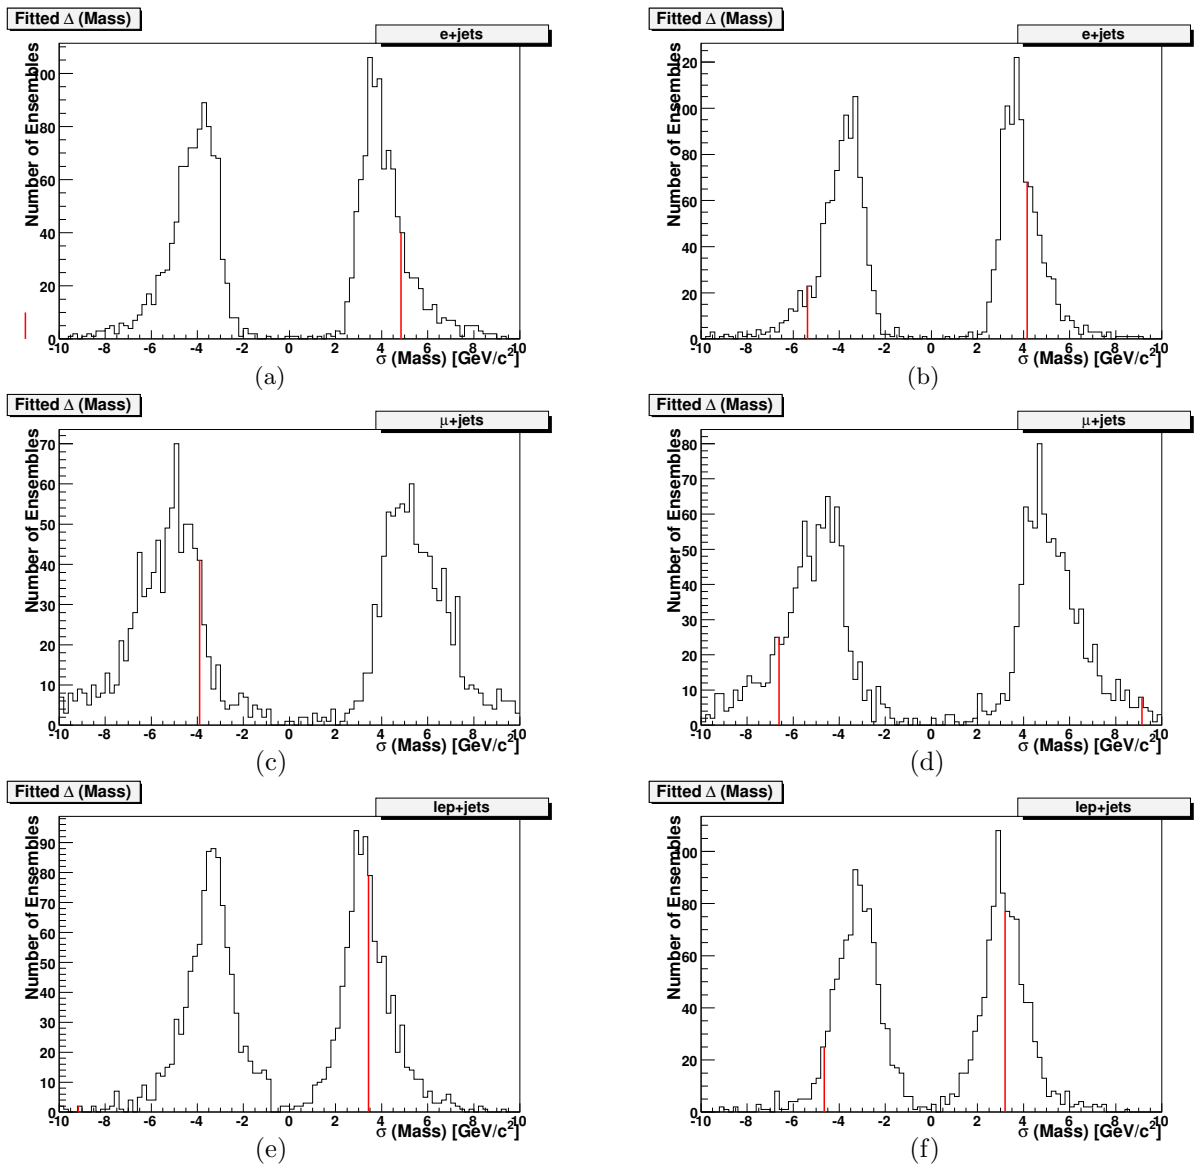 Fitted Δ (Mass)
e+jets
Number of Ensembles
100
80
60
40
20
0
-10 -8 -6 -4 -2 0 2 4 6 8 10
σ (Mass) [GeV/c²]
(a)
Fitted Δ (Mass)
e+jets
Number of Ensembles
120
100
80
60
40
20
0
-10 -8 -6 -4 -2 0 2 4 6 8 10
σ (Mass) [GeV/c²]
(b)
Fitted Δ (Mass)
μ+jets
Number of Ensembles
70
60
50
40
30
20
10
0
-10 -8 -6 -4 -2 0 2 4 6 8 10
σ (Mass) [GeV/c²]
(c)
Fitted Δ (Mass)
μ+jets
Number of Ensembles
80
70
60
50
40
30
20
10
0
-10 -8 -6 -4 -2 0 2 4 6 8 10
σ (Mass) [GeV/c²]
(d)
Fitted Δ (Mass)
lep+jets
Number of Ensembles
90
80
70
60
50
40
30
20
10
0
-10 -8 -6 -4 -2 0 2 4 6 8 10
σ (Mass) [GeV/c²]
(e)
Fitted Δ (Mass)
lep+jets
Number of Ensembles
100
80
60
40
20
0
-10 -8 -6 -4 -2 0 2 4 6 8 10
σ (Mass) [GeV/c²]
(f)